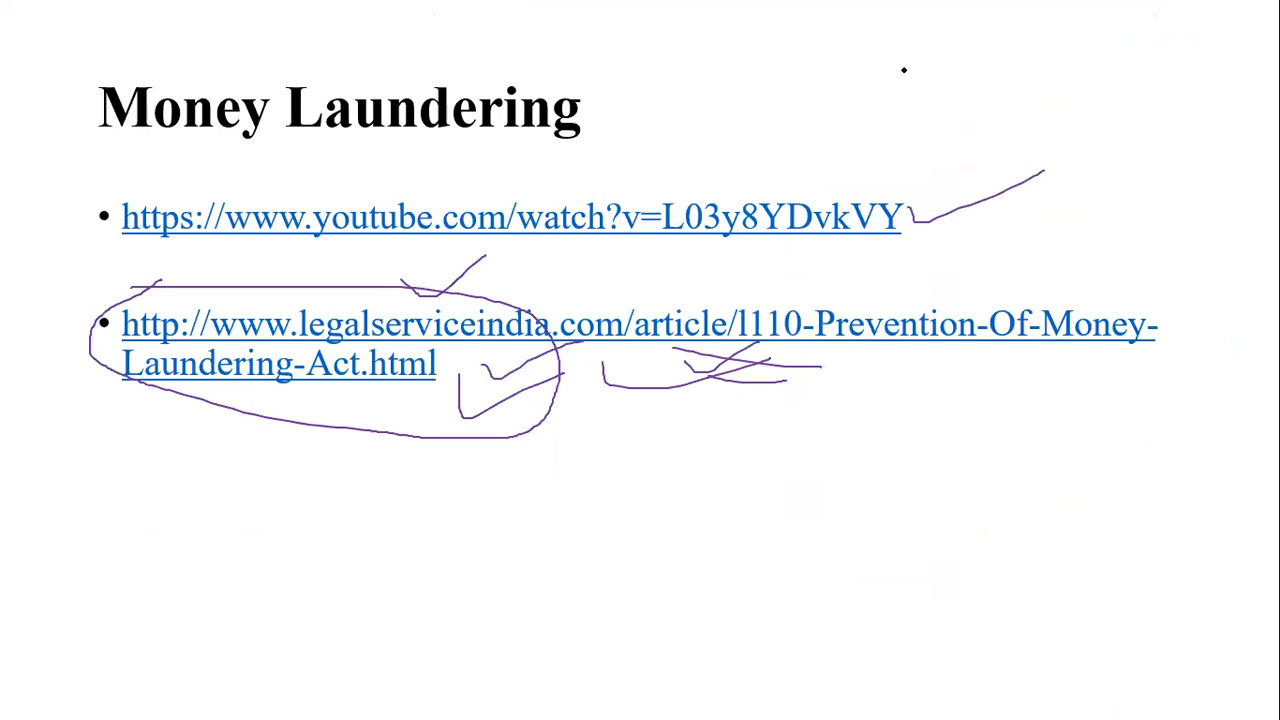 Money Laundering
• https://www.youtube.com/watch?v=L03y8YDvkVY
• http://www.legalserviceindia.com/article/l110-Prevention-Of-Money-
Laundering-Act.html